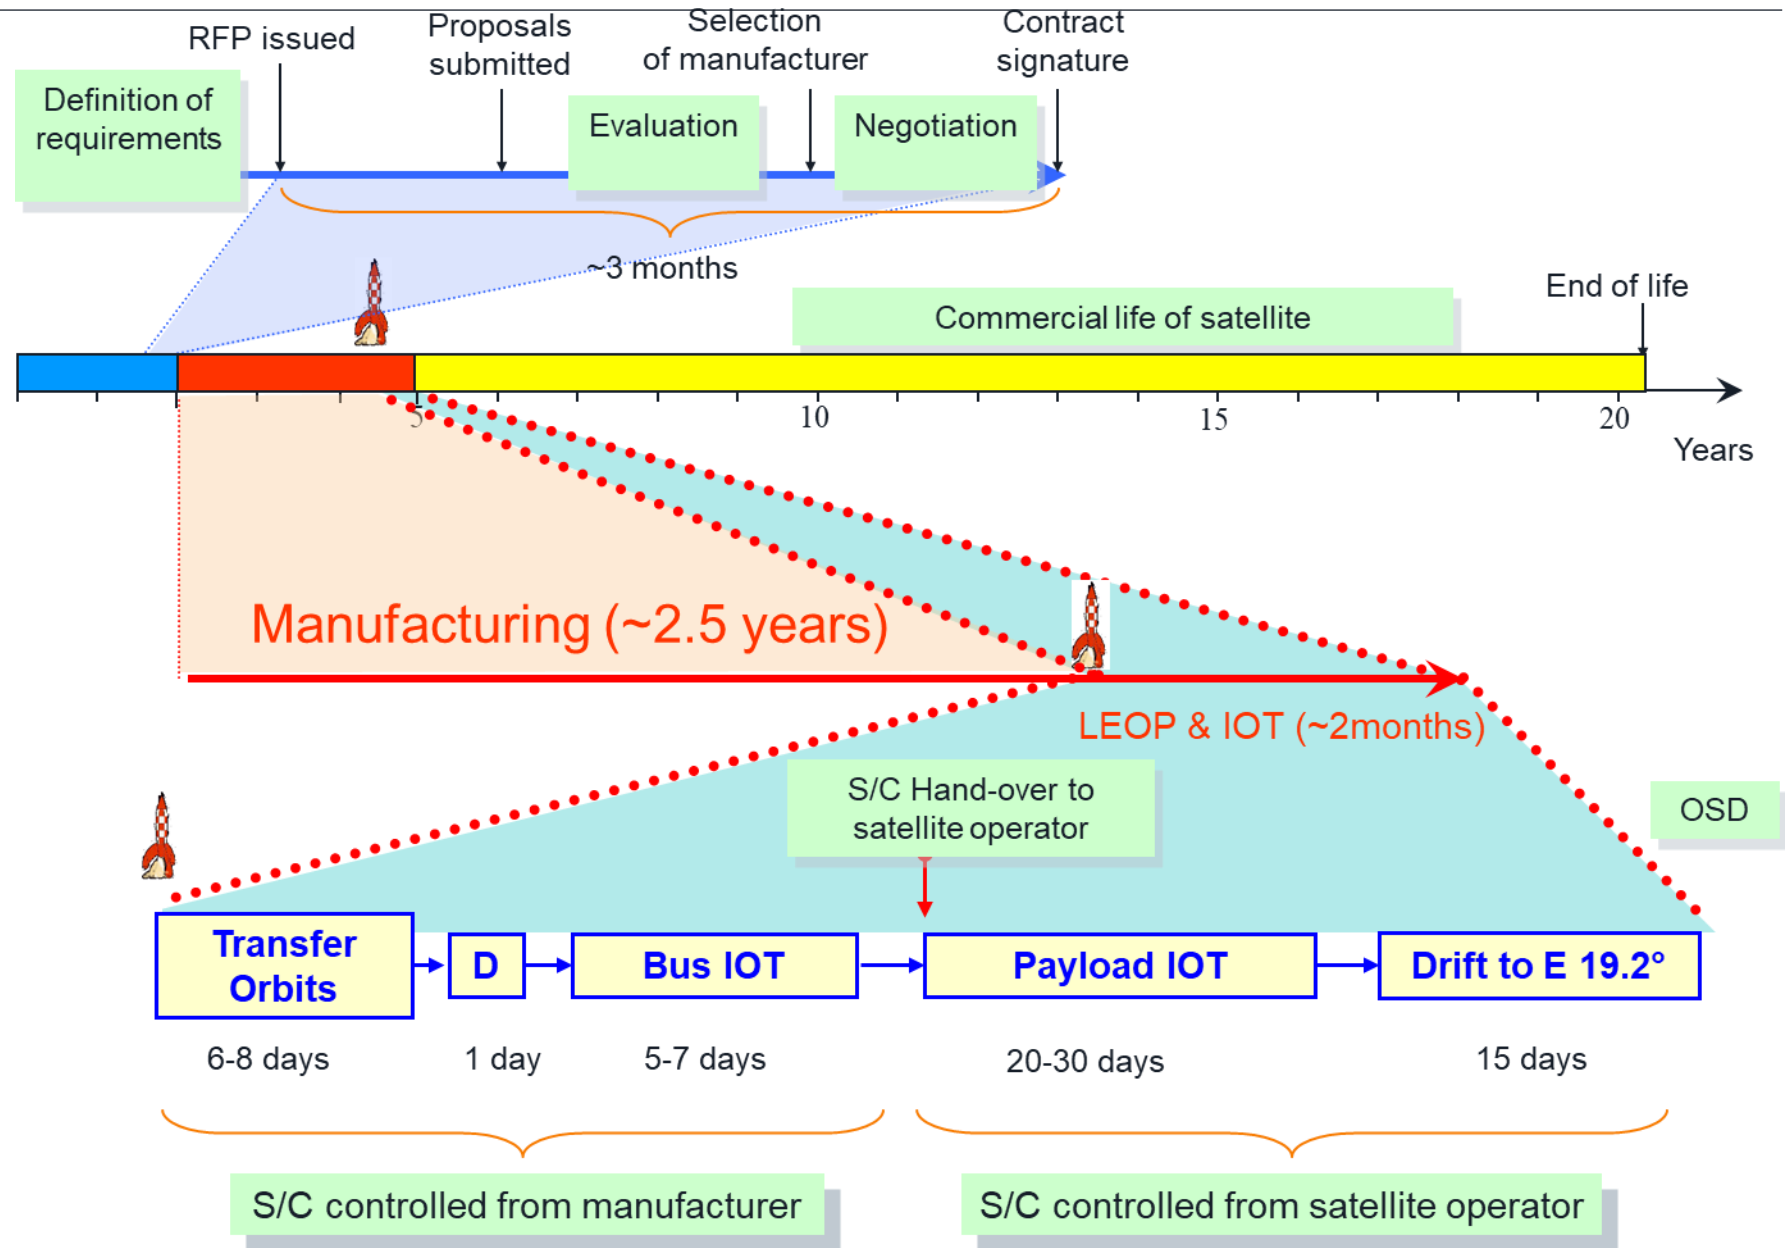 RFP issued
Proposals
submitted
Selection
of manufacturer
Contract
signature
Definition of
requirements
Evaluation
Negotiation
~3 months
Commercial life of satellite
End of life
5
10
15
20
Years
Manufacturing (~2.5 years)
LEOP & IOT (~2months)
S/C Hand-over to
satellite operator
OSD
Transfer
Orbits
D
Bus IOT
Payload IOT
Drift to E 19.2°
6-8 days
1 day
5-7 days
20-30 days
15 days
S/C controlled from manufacturer
S/C controlled from satellite operator